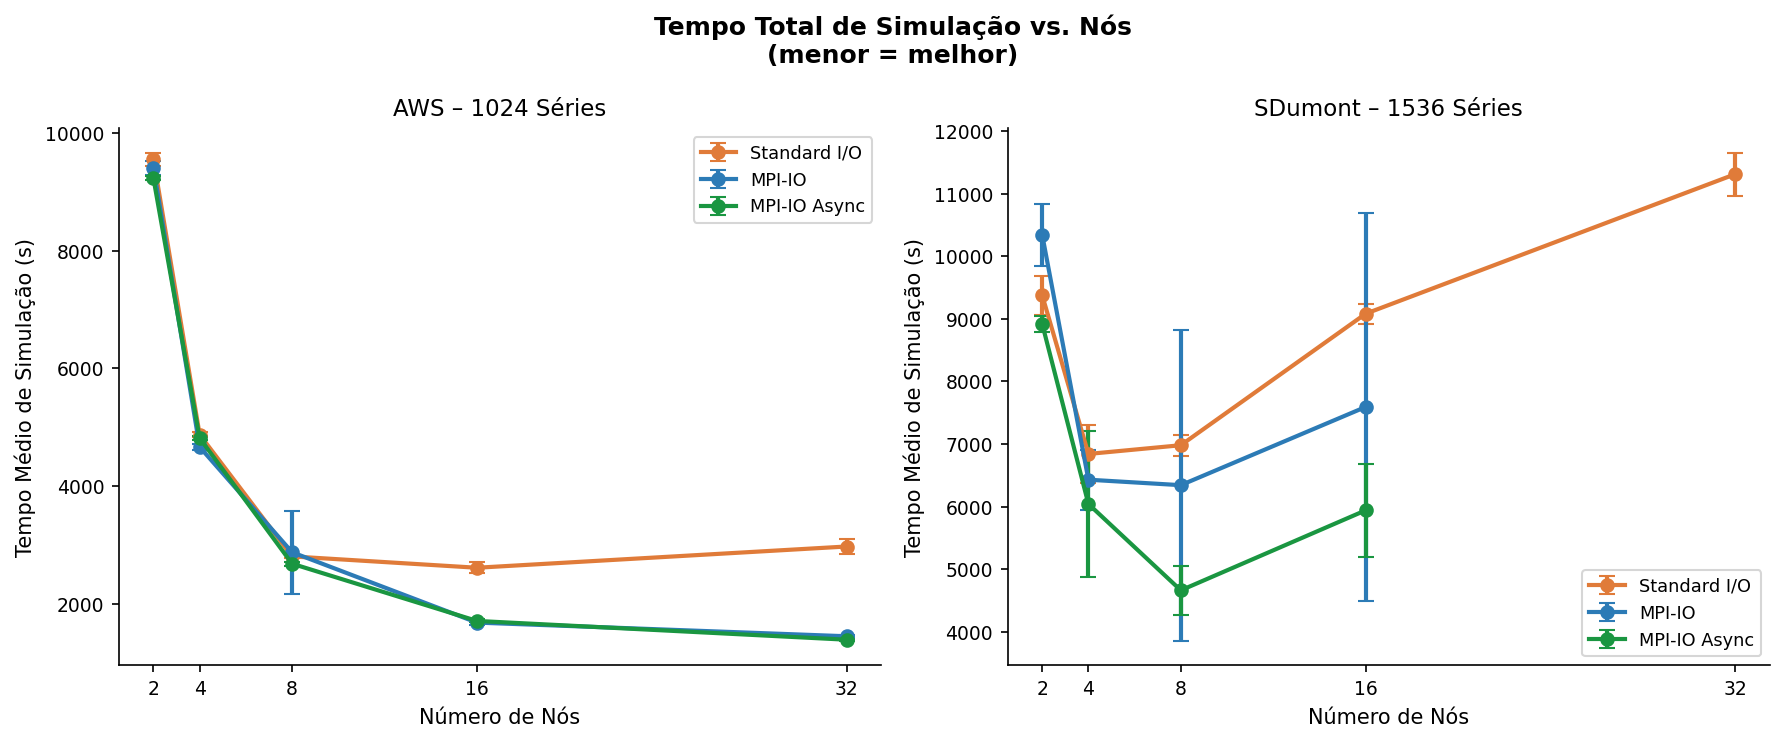 Tempo Total de Simulação vs. Nós
(menor = melhor)
AWS – 1024 Séries
Tempo Médio de Simulação (s)
10000
8000
6000
4000
2000
2
4
8
16
32
Número de Nós
Standard I/O
MPI-IO
MPI-IO Async
SDumont – 1536 Séries
Tempo Médio de Simulação (s)
12000
11000
10000
9000
8000
7000
6000
5000
4000
2
4
8
16
32
Número de Nós
Standard I/O
MPI-IO
MPI-IO Async